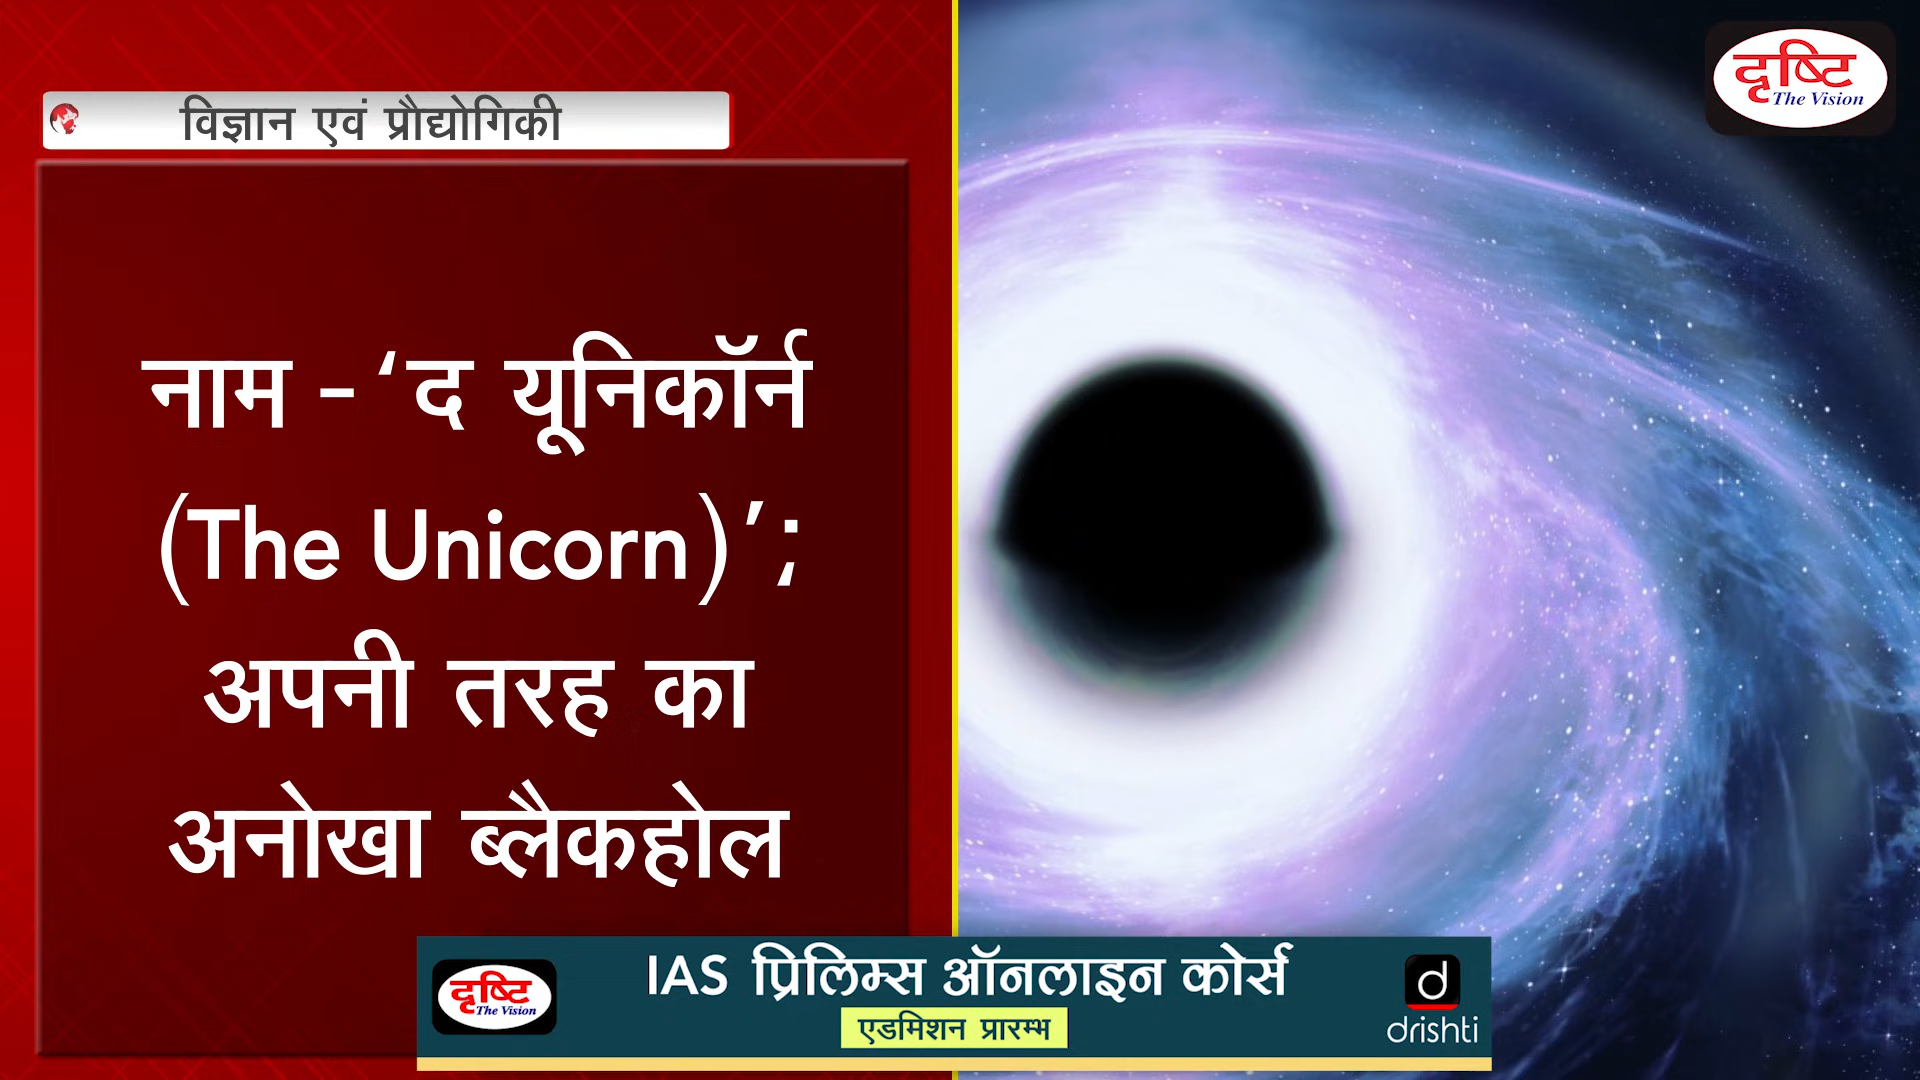 विज्ञान एवं प्रौद्योगिकी
दृष्टि
The Vision
नाम - ‘द यूनिकॉर्न
(The Unicorn)’;
अपनी तरह का
अनोखा ब्लैकहोल
दृष्टि
The Vision
IAS प्रिलिम्स ऑनलाइन कोर्स
एडमिशन प्रारम्भ
d
drishti